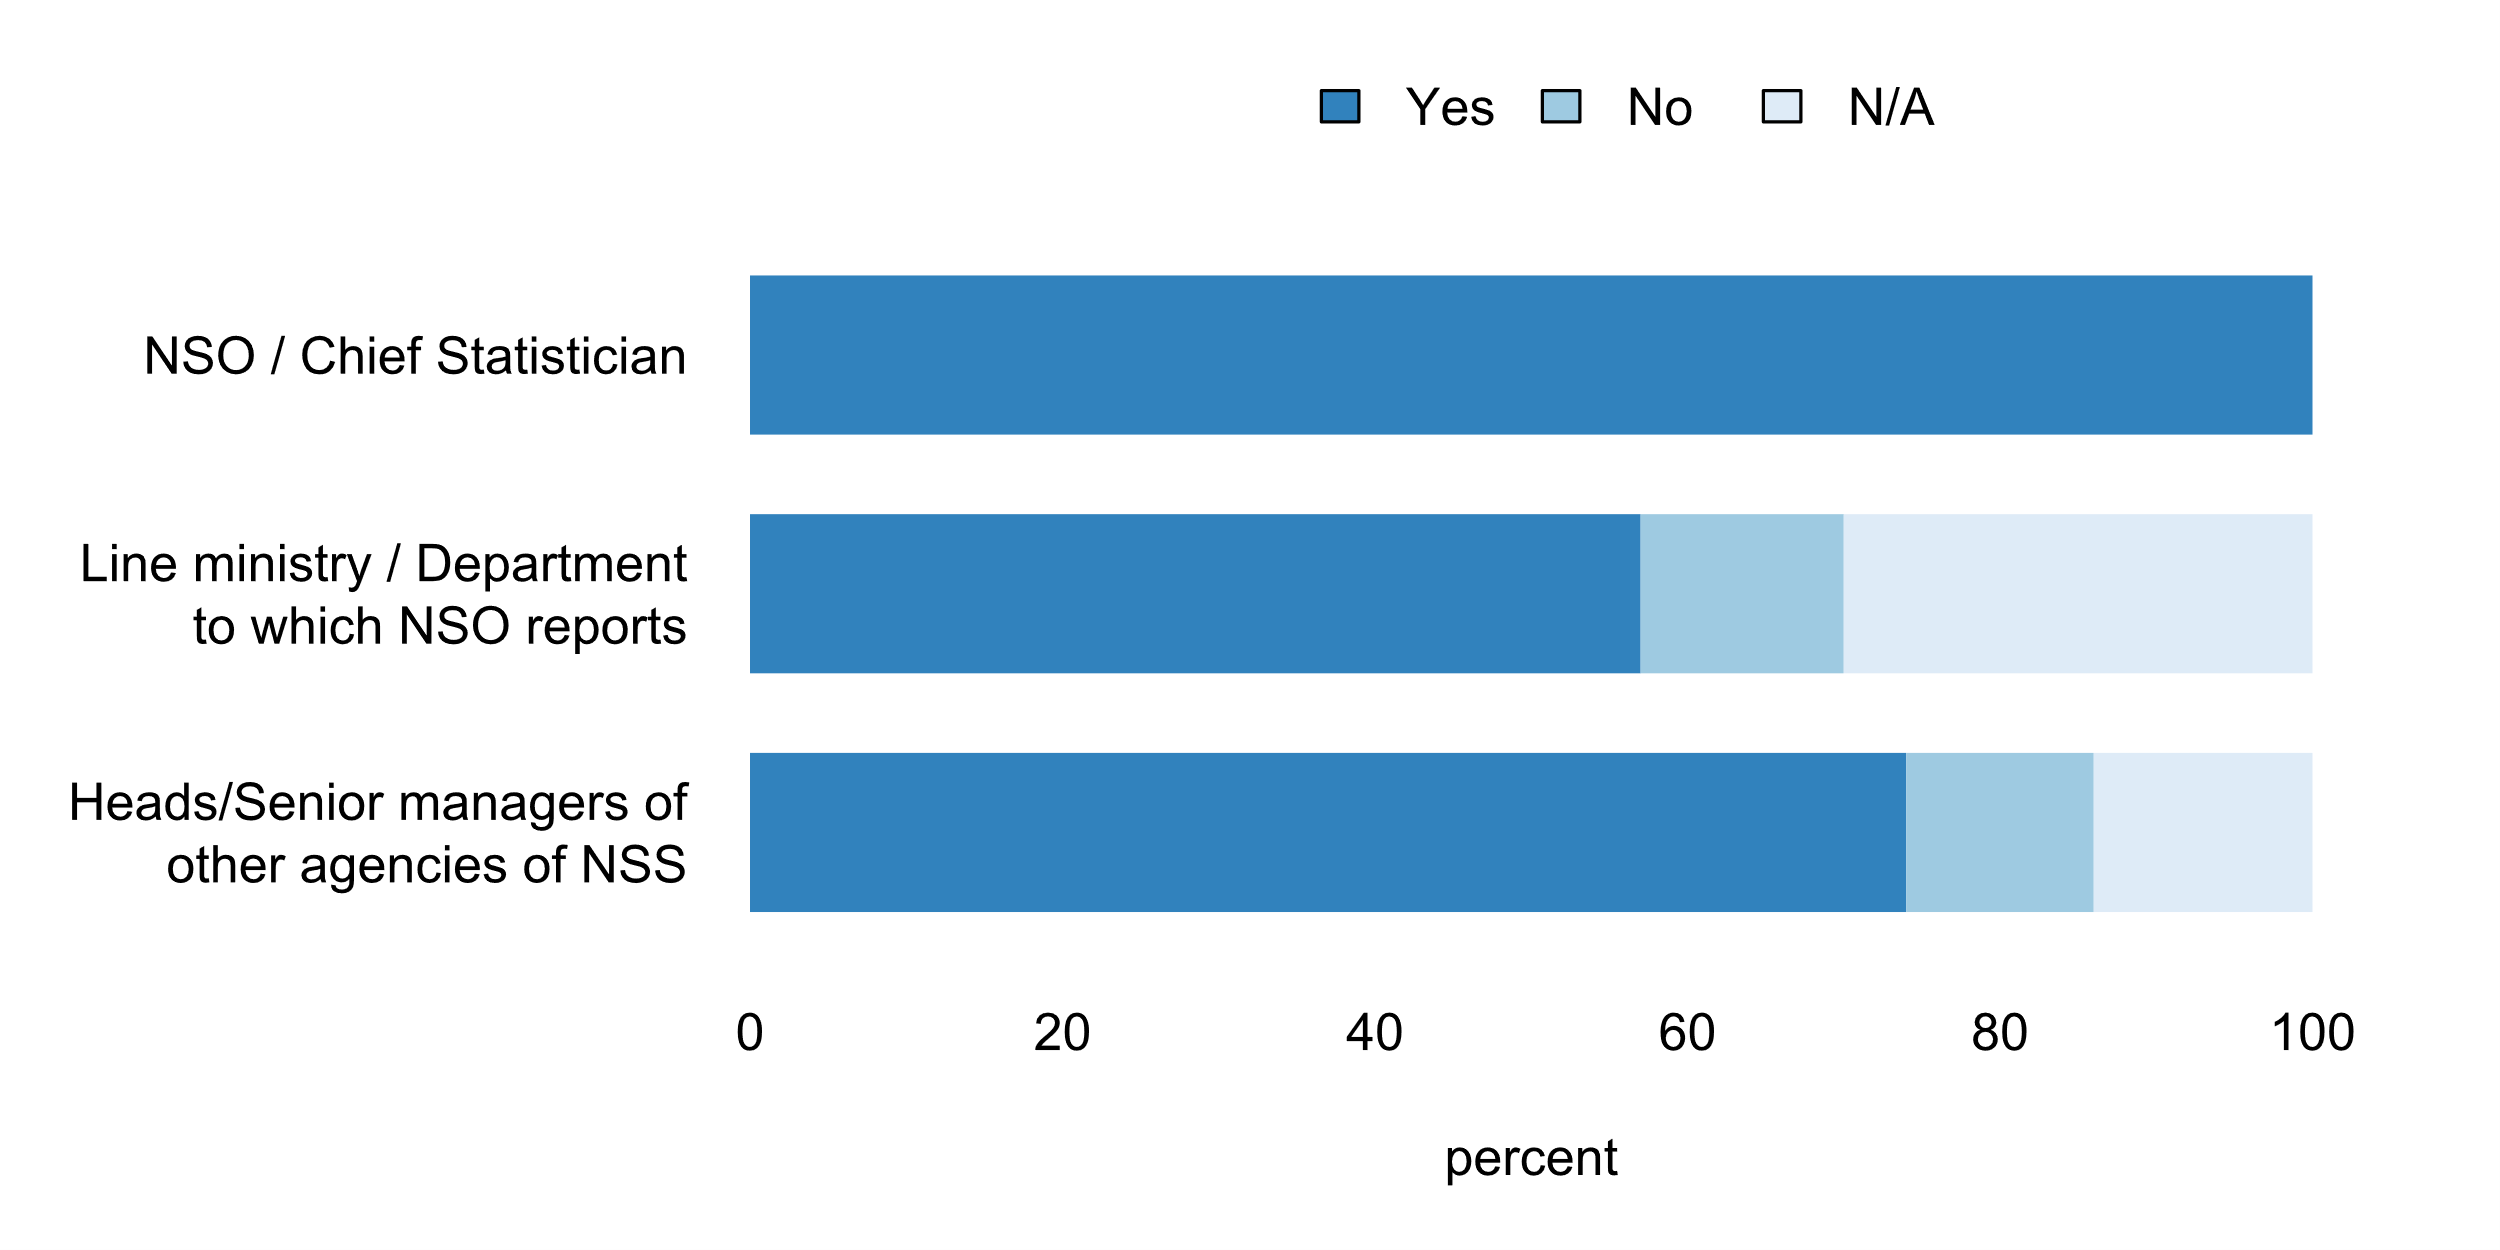 Yes No N/A
NSO / Chief Statistician
Line ministry / Department
to which NSO reports
Heads/Senior managers of
other agencies of NSS
0 20 40 60 80 100
percent